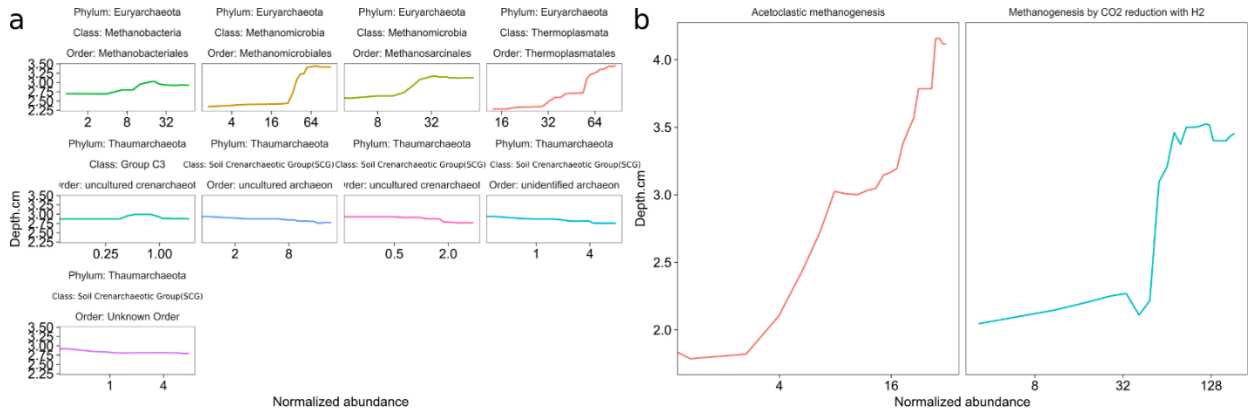 a
Phylum: Euryarchaeota Phylum: Euryarchaeota Phylum: Euryarchaeota Phylum: Euryarchaeota
Class: Methanobacteria Class: Methanomicrobia Class: Methanomicrobia Class: Thermoplasmata
Order: Methanobacteriales Order: Methanomicrobiales Order: Methanosarcinales Order: Thermoplasmatales
3.50
3.25
3.00
2.75
2.50
2.25
2 8 32 4 16 64 8 32 16 64
Phylum: Thaumarchaeota Phylum: Thaumarchaeota Phylum: Thaumarchaeota Phylum: Thaumarchaeota
Class: Group C3 Class: Soil Crenarchaeotic Group(SCG) Class: Soil Crenarchaeotic Group(SCG) Class: Soil Crenarchaeotic Group(SCG)
Order: uncultured crenarchaeot Order: uncultured archaeon Order: uncultured crenarchaeot Order: unidentified archaeon
3.50
3.25
3.00
2.75
2.50
2.25
0.25 1.00 2 8 0.5 2.0 1 4
Depth.cm
Phylum: Thaumarchaeota
Class: Soil Crenarchaeotic Group(SCG)
Order: Unknown Order
3.50
3.25
3.00
2.75
2.50
2.25
1 4
Normalized abundance
b
Acetoclastic methanogenesis Methanogenesis by CO2 reduction with H2
4.0
3.5
3.0
2.5
2.0
Depth.cm
4 16 8 32 128
Normalized abundance